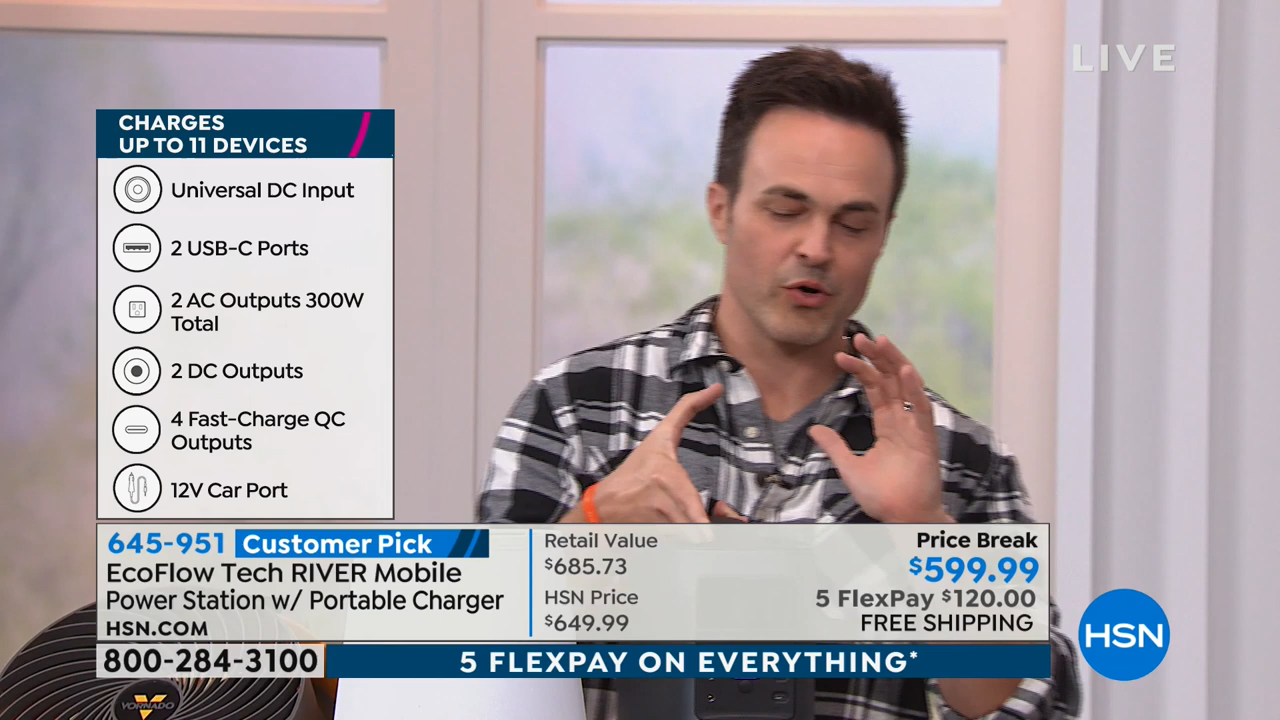 LIVE
CHARGES
UP TO 11 DEVICES
Universal DC Input
2 USB-C Ports
2 AC Outputs 300W
Total
2 DC Outputs
4 Fast-Charge QC
Outputs
12V Car Port
645-951 Customer Pick
EcoFlow Tech RIVER Mobile
Power Station w/ Portable Charger
HSN.COM
Retail Value
$685.73
HSN Price
$649.99
Price Break
$599.99
5 FlexPay $120.00
FREE SHIPPING
HSN
800-284-3100
5 FLEXPAY ON EVERYTHING*
VORNADO